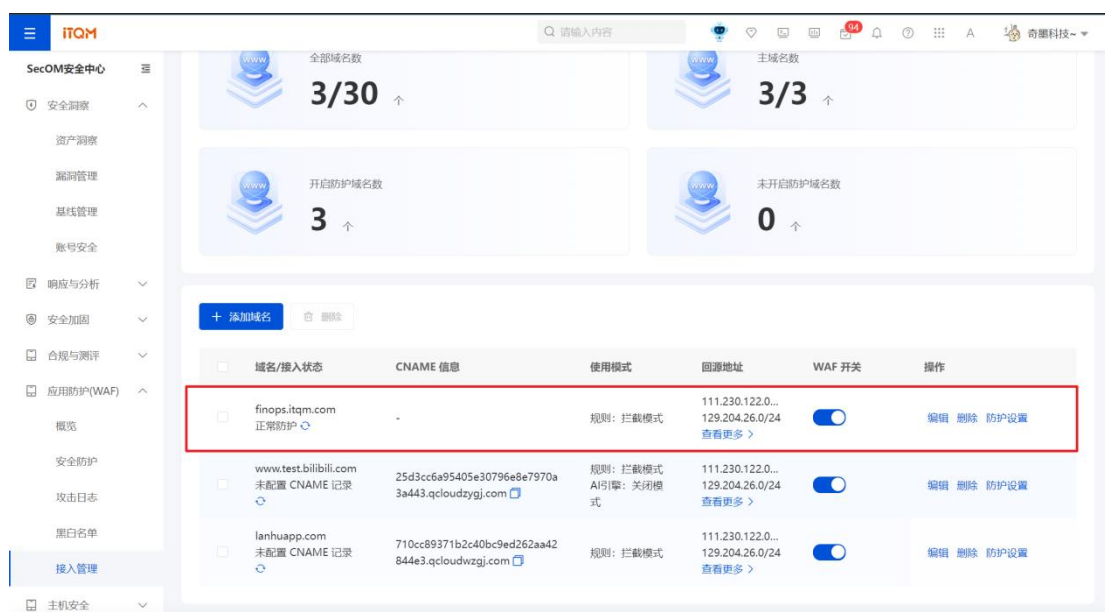 iTQM
请输入内容
94
A
奇墨科技~
SecOM安全中心
安全洞察
资产洞察
漏洞管理
基线管理
账号安全
响应与分析
安全加固
合规与测评
应用防护(WAF)
概览
安全防护
攻击日志
黑白名单
接入管理
主机安全
www
全部域名数
3/30 个
www
主域名数
3/3 个
www
开启防护域名数
3 个
www
未开启防护域名数
0 个
+ 添加域名
删除
域名/接入状态 CNAME 信息 使用模式 回源地址 WAF 开关 操作
finops.itqm.com
正常防护
-
规则：拦截模式
111.230.122.0...
129.204.26.0/24
查看更多 >
编辑 删除 防护设置
www.test.bilibili.com
未配置 CNAME 记录
25d3cc6a95405e30796e8e7970a
3a443.qcloudzygj.com
规则：拦截模式
AI引擎：关闭模
式
111.230.122.0...
129.204.26.0/24
查看更多 >
编辑 删除 防护设置
lanhuapp.com
未配置 CNAME 记录
710cc89371b2c40bc9ed262aa42
844e3.qcloudwzgj.com
规则：拦截模式
111.230.122.0...
129.204.26.0/24
查看更多 >
编辑 删除 防护设置